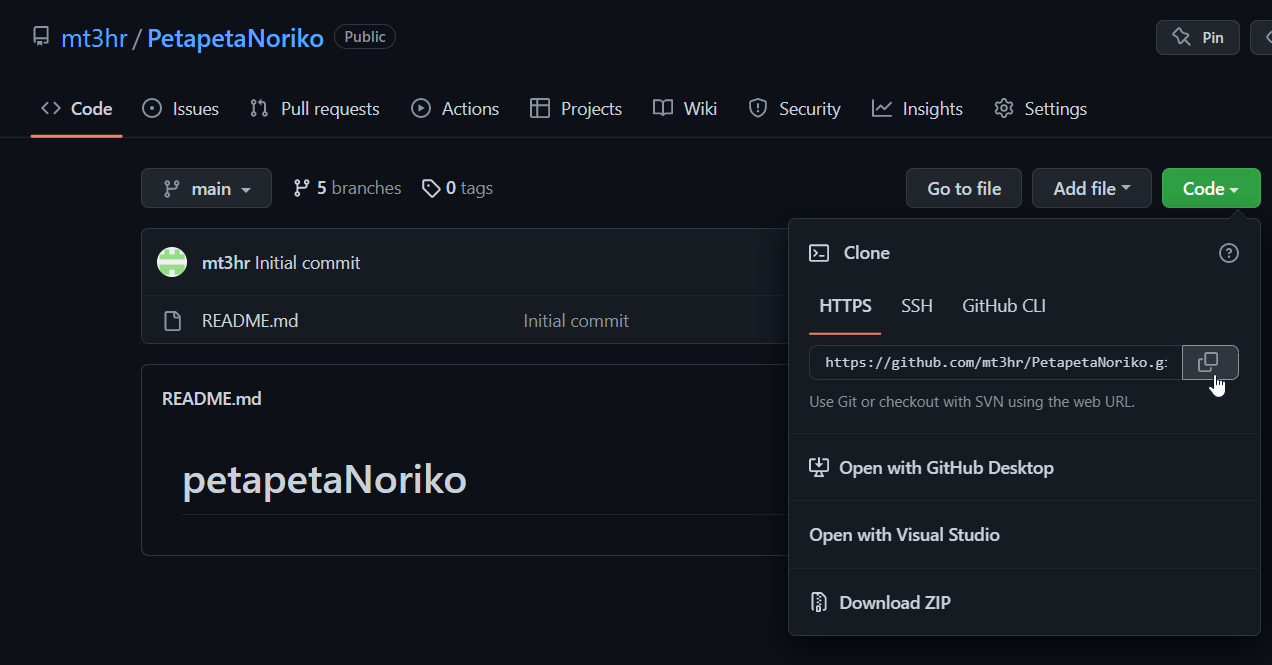 mt3hr / PetapetaNoriko Public
Pin
Code Issues Pull requests Actions Projects Wiki Security Insights Settings
main 5 branches 0 tags Go to file Add file Code
mt3hr Initial commit
README.md Initial commit
README.md
petapetaNoriko
Clone
HTTPS SSH GitHub CLI
https://github.com/mt3hr/PetapetaNoriko.g
Use Git or checkout with SVN using the web URL.
Open with GitHub Desktop
Open with Visual Studio
Download ZIP